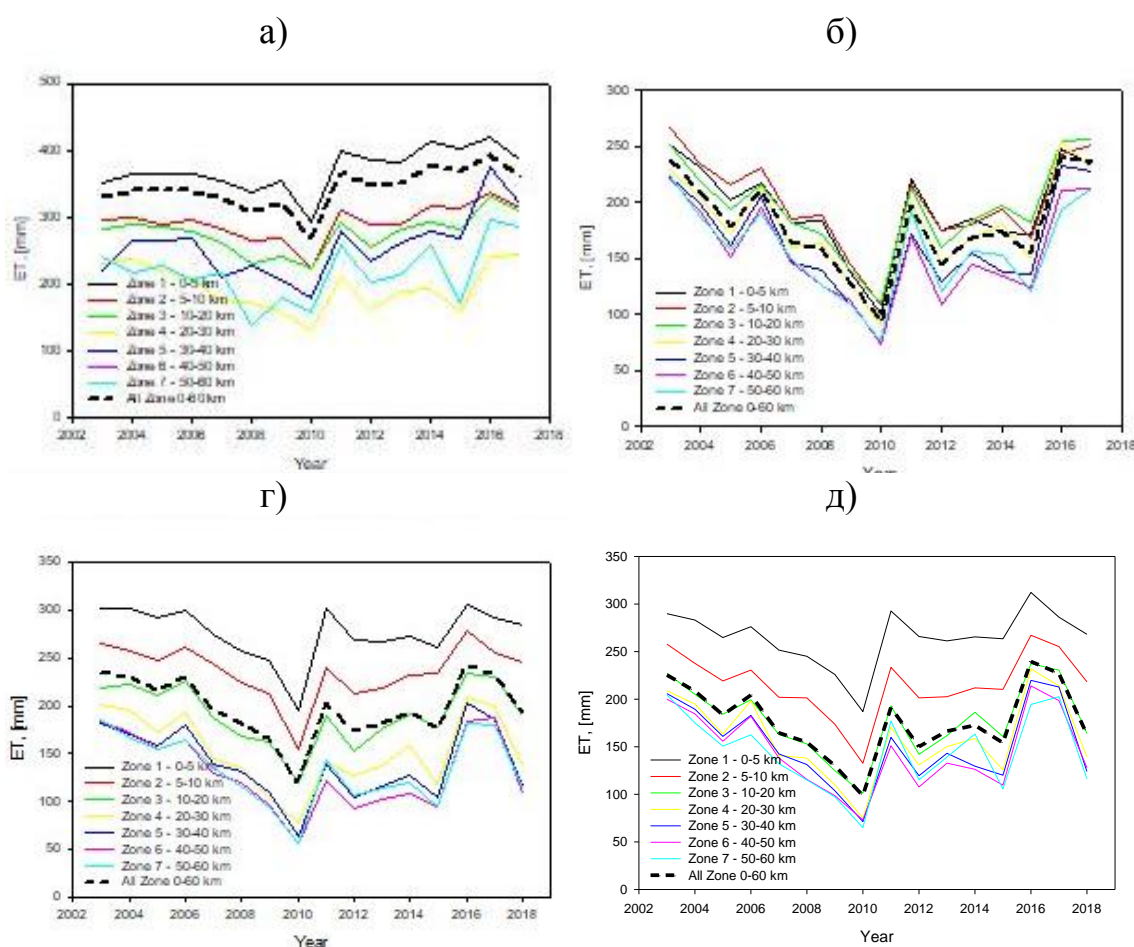 а)
500
400
300
200
100
0
ET, [mm]
Zone 1 - 0-5 km
Zone 2 - 5-10 km
Zone 3 - 10-20 km
Zone 4 - 20-30 km
Zone 5 - 30-40 km
Zone 6 - 40-50 km
Zone 7 - 50-60 km
All Zone 0-60 km
2002 2004 2006 2008 2010 2012 2014 2016 2018
Year
б)
300
250
200
150
100
50
0
ET, [mm]
Zone 1 - 0-5 km
Zone 2 - 5-10 km
Zone 3 - 10-20 km
Zone 4 - 20-30 km
Zone 5 - 30-40 km
Zone 6 - 40-50 km
Zone 7 - 50-60 km
All Zone 0-60 km
2002 2004 2006 2008 2010 2012 2014 2016 2018
Year
г)
350
300
250
200
150
100
50
0
ET, [mm]
Zone 1 - 0-5 km
Zone 2 - 5-10 km
Zone 3 - 10-20 km
Zone 4 - 20-30 km
Zone 5 - 30-40 km
Zone 6 - 40-50 km
Zone 7 - 50-60 km
All Zone 0-60 km
2002 2004 2006 2008 2010 2012 2014 2016 2018
Year
д)
350
300
250
200
150
100
50
0
ET, [mm]
Zone 1 - 0-5 km
Zone 2 - 5-10 km
Zone 3 - 10-20 km
Zone 4 - 20-30 km
Zone 5 - 30-40 km
Zone 6 - 40-50 km
Zone 7 - 50-60 km
All Zone 0-60 km
2002 2004 2006 2008 2010 2012 2014 2016 2018
Year